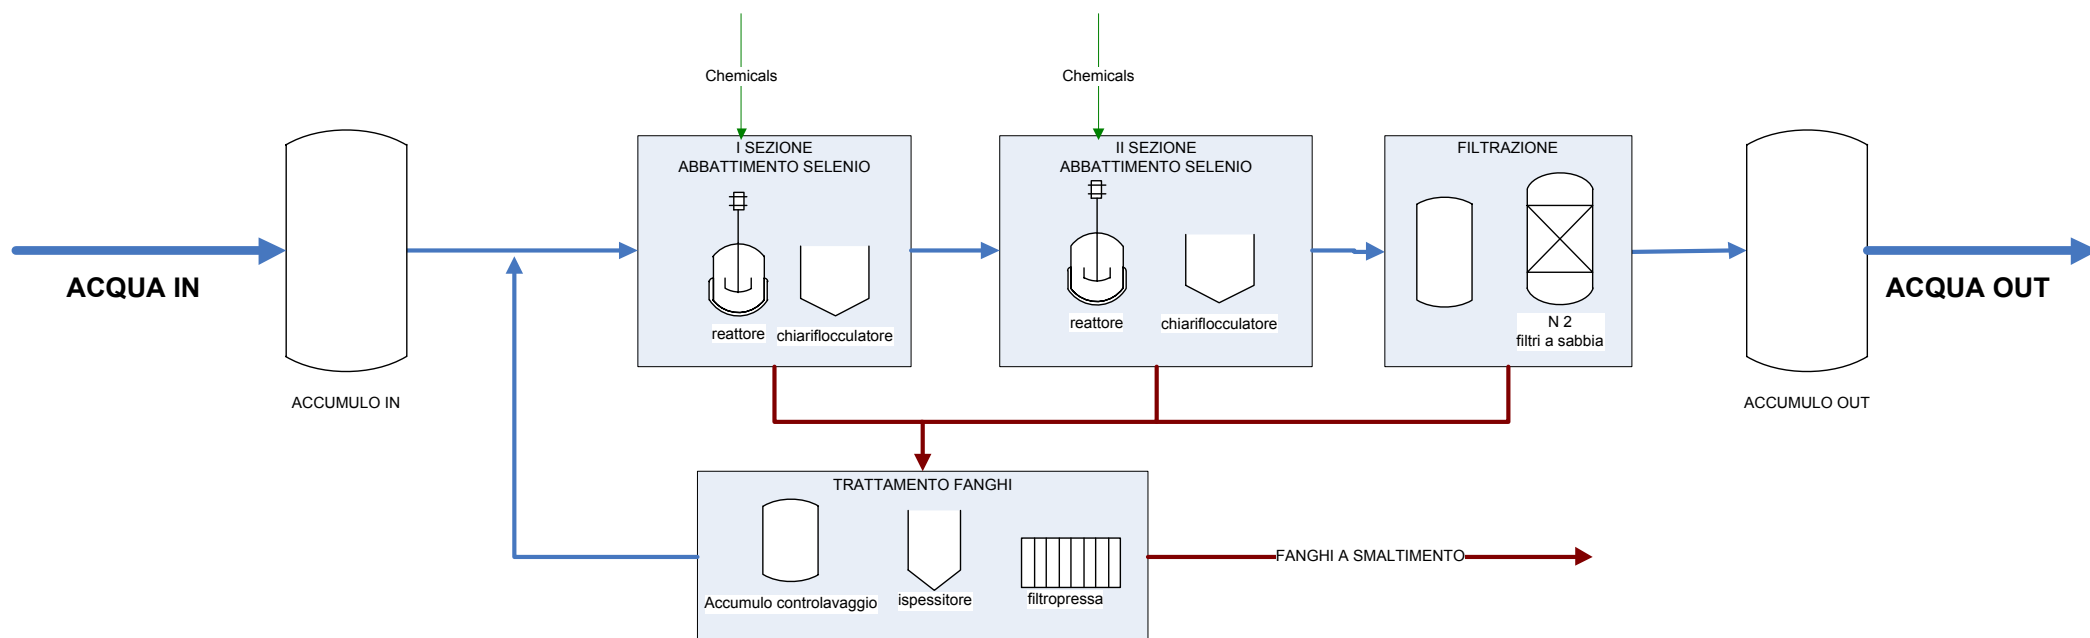 Chemicals
Chemicals
I SEZIONE
ABBATTIMENTO SELENIO
II SEZIONE
ABBATTIMENTO SELENIO
FILTRAZIONE
ACQUA IN
ACQUA OUT
reattore
chiariflocculatore
reattore
chiariflocculatore
N 2
filtri a sabbia
ACCUMULO IN
ACCUMULO OUT
TRATTAMENTO FANGHI
FANGHI A SMALTIMENTO
Accumulo controlavaggio
ispessitore
filtropressa